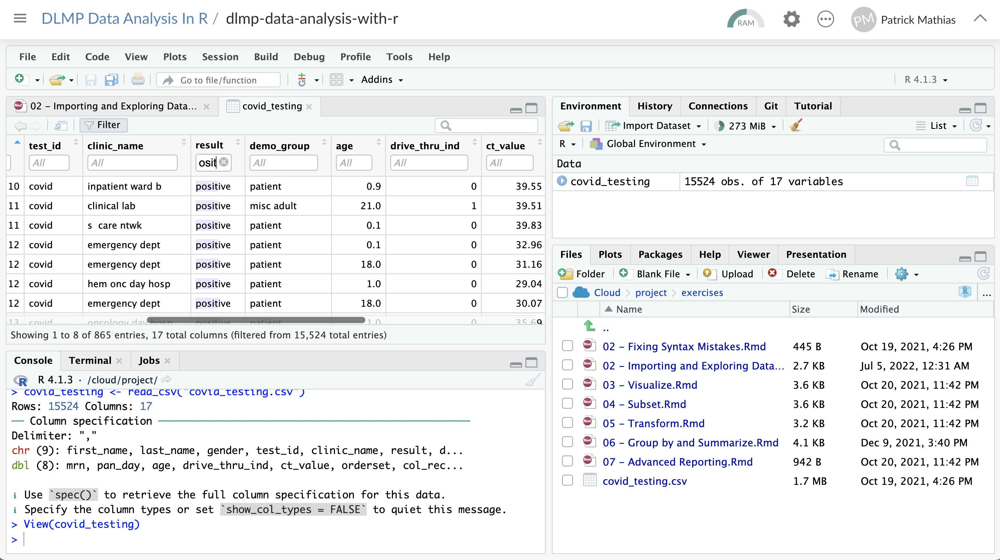 DLMP Data Analysis In R / dlmp-data-analysis-with-r
RAM
PM
Patrick Mathias
File Edit Code View Plots Session Build Debug Profile Tools Help
Go to file/function
Addins
R 4.1.3
02 – Importing and Exploring Data...
covid_testing
Filter
test_id clinic_name result demo_group age drive_thru_ind ct_value
All All osit All All All All
10 covid inpatient ward b positive patient 0.9 0 39.55
11 covid clinical lab positive misc adult 21.0 1 39.51
11 covid s care ntwk positive patient 0.1 0 39.83
12 covid emergency dept positive patient 0.1 0 32.96
12 covid emergency dept positive patient 18.0 0 31.16
12 covid hem onc day hosp positive patient 1.0 0 29.04
12 covid emergency dept positive patient 18.0 0 30.07
13 covid oncology day hosp positive patient 1.0 0 35.69
Showing 1 to 8 of 865 entries, 17 total columns (filtered from 15,524 total entries)
Console Terminal Jobs
R 4.1.3 · /cloud/project/
> covid_testing <- read_csv("covid_testing.csv")
Rows: 15524 Columns: 17
── Column specification ──────────
Delimiter: ","
chr (9): first_name, last_name, gender, test_id, clinic_name, result, d...
dbl (8): mrn, pan_day, age, drive_thru_ind, ct_value, orderset, col_rec...
ℹ Use `spec()` to retrieve the full column specification for this data.
ℹ Specify the column types or set `show_col_types = FALSE` to quiet this message.
> View(covid_testing)
>
Environment History Connections Git Tutorial
Import Dataset 273 MiB List
R Global Environment
Data
covid_testing 15524 obs. of 17 variables
Files Plots Packages Help Viewer Presentation
Folder Blank File Upload Delete Rename
Cloud project exercises ...
Name Size Modified
..
02 – Fixing Syntax Mistakes.Rmd 445 B Oct 19, 2021, 4:26 PM
02 – Importing and Exploring Data... 2.7 KB Jul 5, 2022, 12:31 AM
03 – Visualize.Rmd 3.6 KB Oct 20, 2021, 11:42 PM
04 – Subset.Rmd 3.6 KB Oct 20, 2021, 11:42 PM
05 – Transform.Rmd 3.2 KB Oct 20, 2021, 11:42 PM
06 – Group by and Summarize.Rmd 4.1 KB Dec 9, 2021, 3:40 PM
07 – Advanced Reporting.Rmd 942 B Oct 20, 2021, 11:42 PM
covid_testing.csv 1.7 MB Oct 19, 2021, 4:26 PM